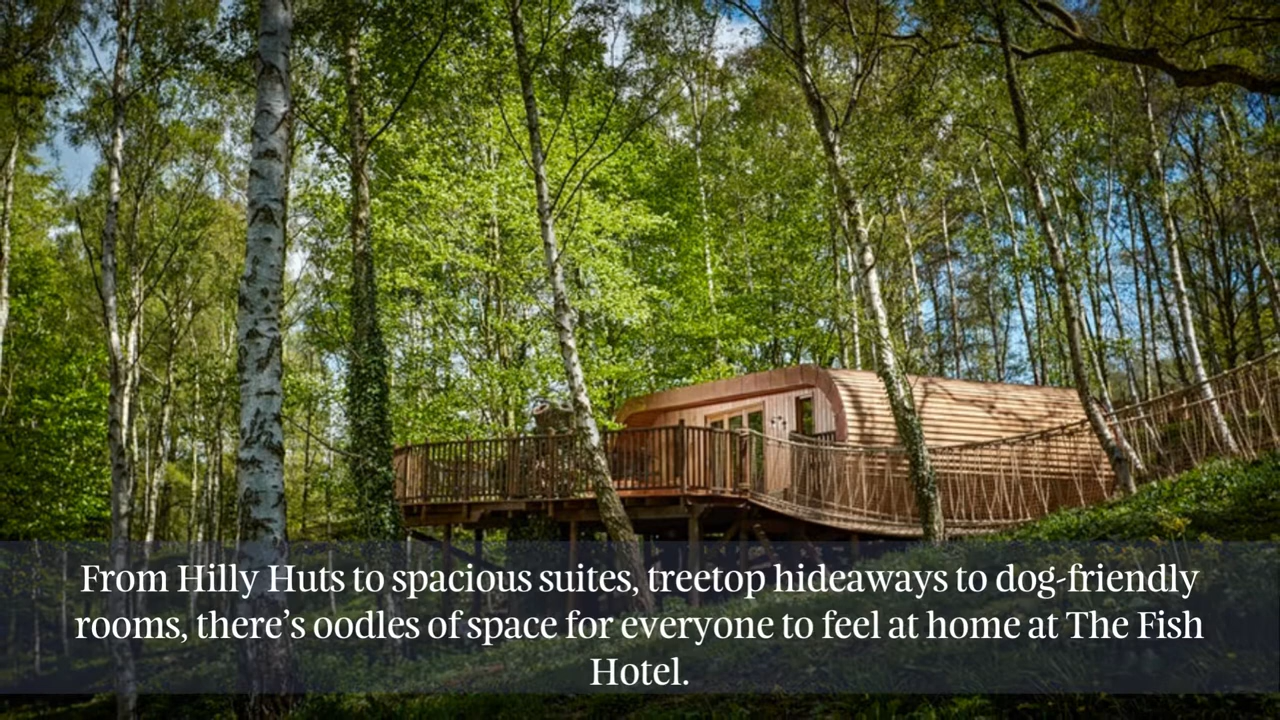 From Hilly Huts to spacious suites, treetop hideaways to dog-friendly
rooms, there’s oodles of space for everyone to feel at home at The Fish
Hotel.